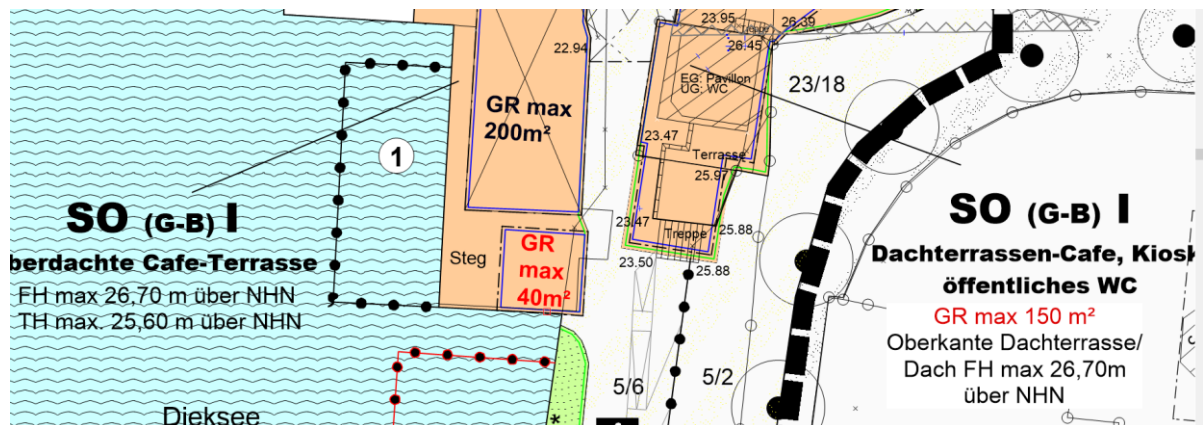 23.95
26.39
Treppe
22.94
26.45
EG: Pavillon
UG: WC
23/18
GR max
200m²
1
23.47
Terrasse
25.97
SO (G-B) I
berdachte Cafe-Terrasse
FH max 26,70 m über NHN
TH max. 25,60 m über NHN
Steg
GR
max
40m²
23.47
Treppe
25.88
23.50
25.88
SO (G-B) I
Dachterrassen-Cafe, Kiosk
öffentliches WC
GR max 150 m²
Oberkante Dachterrasse/
Dach FH max 26,70m
über NHN
5/6
5/2
Dieksee
*